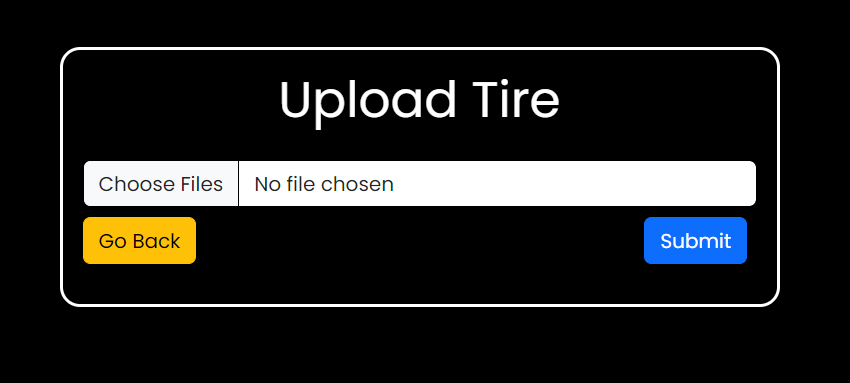 Upload Tire
Choose Files No file chosen
Go Back Submit